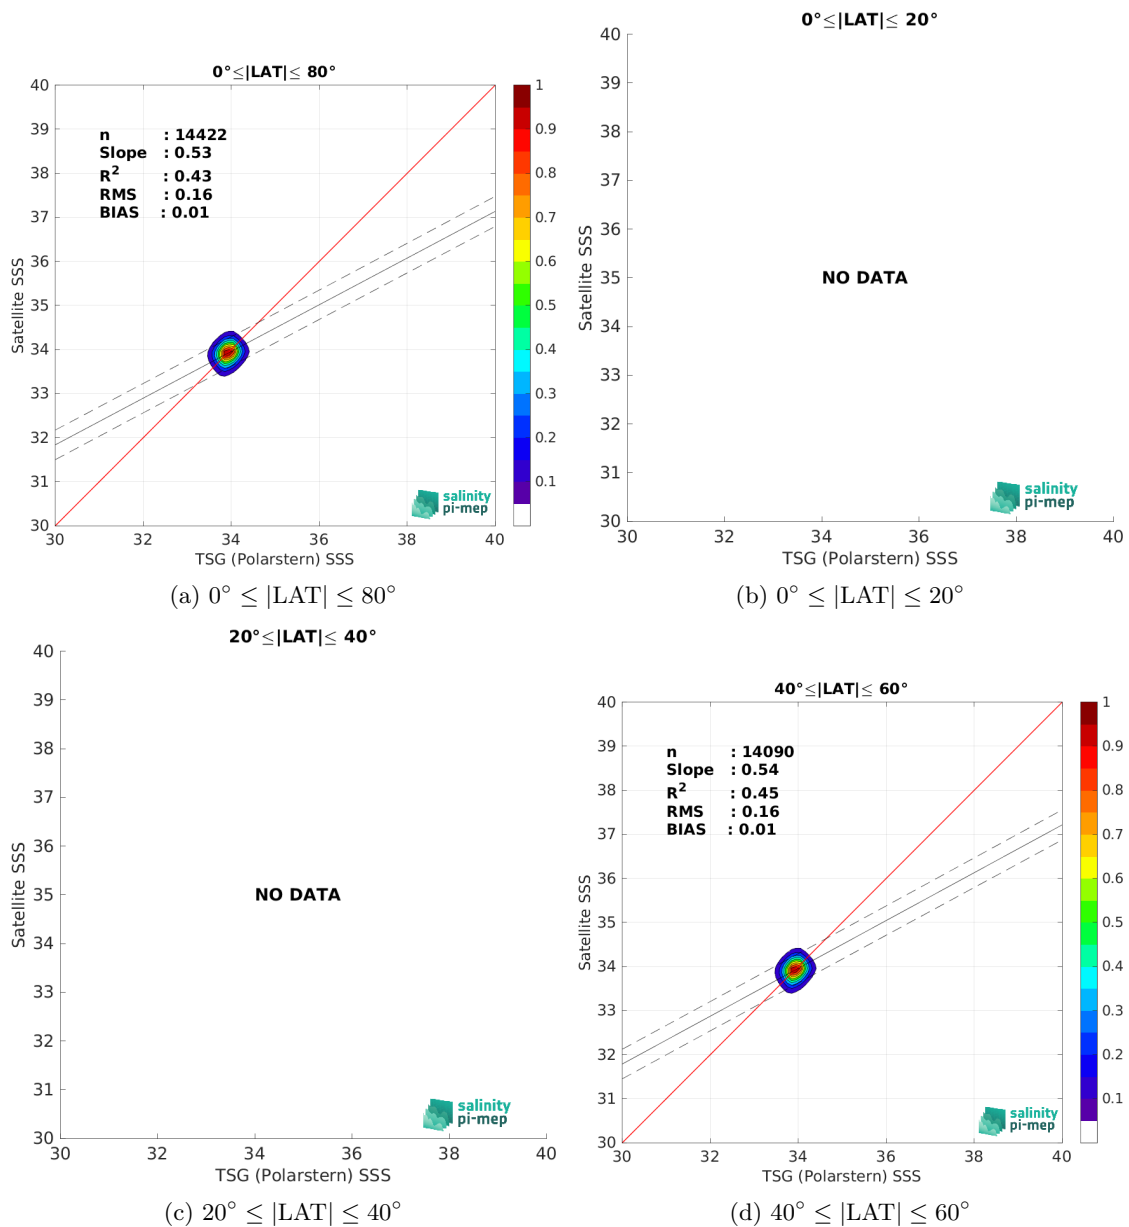 0°≤|LAT|≤ 80°
40
39
38
37
36
35
34
33
32
31
30
Satellite SSS
n : 14422
Slope : 0.53
R2 : 0.43
RMS : 0.16
BIAS : 0.01
salinity
pi-mep
30 32 34 36 38 40
TSG (Polarstern) SSS
1
0.9
0.8
0.7
0.6
0.5
0.4
0.3
0.2
0.1
(a) 0° ≤ |LAT| ≤ 80°
0°≤|LAT|≤ 20°
40
39
38
37
36
35
34
33
32
31
30
Satellite SSS
NO DATA
salinity
pi-mep
30 32 34 36 38 40
TSG (Polarstern) SSS
(b) 0° ≤ |LAT| ≤ 20°
20°≤|LAT|≤ 40°
40
39
38
37
36
35
34
33
32
31
30
Satellite SSS
NO DATA
salinity
pi-mep
30 32 34 36 38 40
TSG (Polarstern) SSS
(c) 20° ≤ |LAT| ≤ 40°
40°≤|LAT|≤ 60°
40
39
38
37
36
35
34
33
32
31
30
Satellite SSS
n : 14090
Slope : 0.54
R2 : 0.45
RMS : 0.16
BIAS : 0.01
salinity
pi-mep
30 32 34 36 38 40
TSG (Polarstern) SSS
1
0.9
0.8
0.7
0.6
0.5
0.4
0.3
0.2
0.1
(d) 40° ≤ |LAT| ≤ 60°